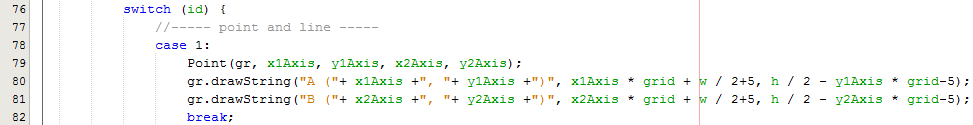 76 switch (id) {
77 //----- point and line -----
78 case 1:
79 Point(gr, x1Axis, y1Axis, x2Axis, y2Axis);
80 gr.drawString("A ("+ x1Axis +", "+ y1Axis +")", x1Axis * grid + w / 2+5, h / 2 - y1Axis * grid-5);
81 gr.drawString("B ("+ x2Axis +", "+ y2Axis +")", x2Axis * grid + w / 2+5, h / 2 - y2Axis * grid-5);
82 break;